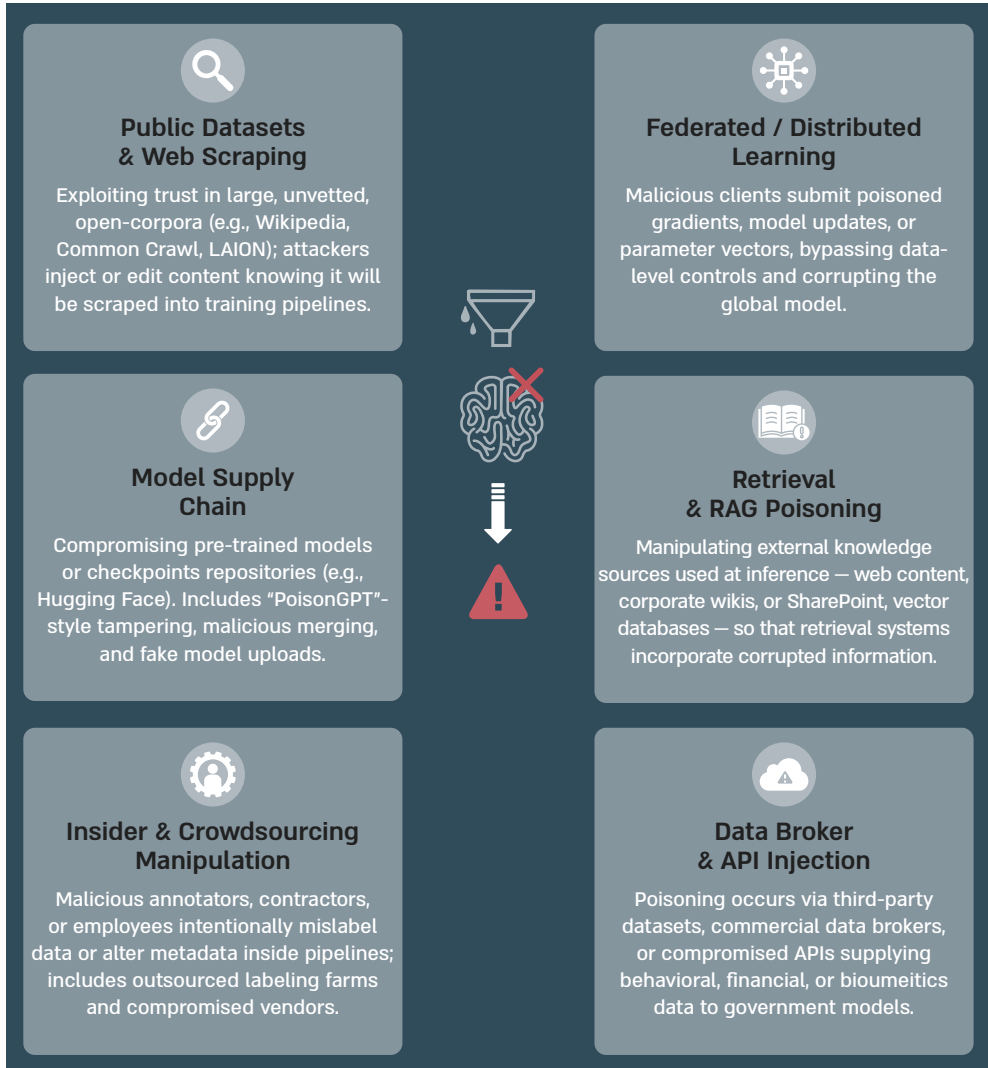 Public Datasets
& Web Scraping
Exploiting trust in large, unvetted,
open-corpora (e.g., Wikipedia,
Common Crawl, LAION); attackers
inject or edit content knowing it will
be scraped into training pipelines.
Federated / Distributed
Learning
Malicious clients submit poisoned
gradients, model updates, or
parameter vectors, bypassing data-
level controls and corrupting the
global model.
Model Supply
Chain
Compromising pre-trained models
or checkpoints repositories (e.g.,
Hugging Face). Includes “PoisonGPT”-
style tampering, malicious merging,
and fake model uploads.
Retrieval
& RAG Poisoning
Manipulating external knowledge
sources used at inference — web content,
corporate wikis, or SharePoint, vector
databases — so that retrieval systems
incorporate corrupted information.
Insider & Crowdsourcing
Manipulation
Malicious annotators, contractors,
or employees intentionally mislabel
data or alter metadata inside pipelines;
includes outsourced labeling farms
and compromised vendors.
Data Broker
& API Injection
Poisoning occurs via third-party
datasets, commercial data brokers,
or compromised APIs supplying
behavioral, financial, or bioumeitics
data to government models.